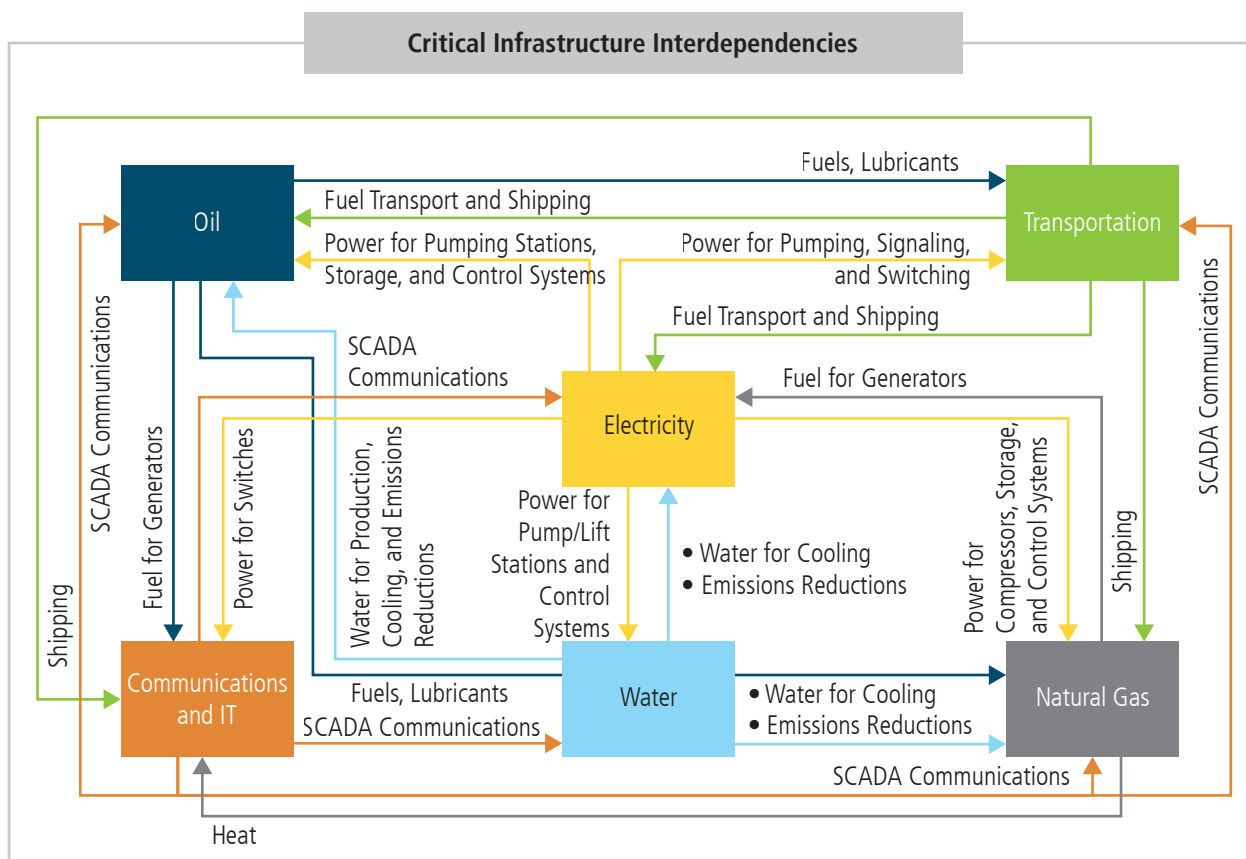 Critical Infrastructure Interdependencies
Fuels, Lubricants
Oil
Fuel Transport and Shipping
Transportation
Power for Pumping Stations,
Storage, and Control Systems
Power for Pumping, Signaling,
and Switching
Fuel Transport and Shipping
SCADA
Communications
Fuel for Generators
SCADA Communications
Fuel for Generators
Power for Switches
Water for Production,
Cooling, and Emissions
Reductions
Electricity
Power for
Compressors, Storage,
and Control Systems
Shipping
SCADA Communications
Power for
Pump/Lift
Stations and
Control
Systems
• Water for Cooling
• Emissions Reductions
Shipping
Communications
and IT
Fuels, Lubricants
SCADA Communications
Water
• Water for Cooling
• Emissions Reductions
Natural Gas
SCADA Communications
Heat